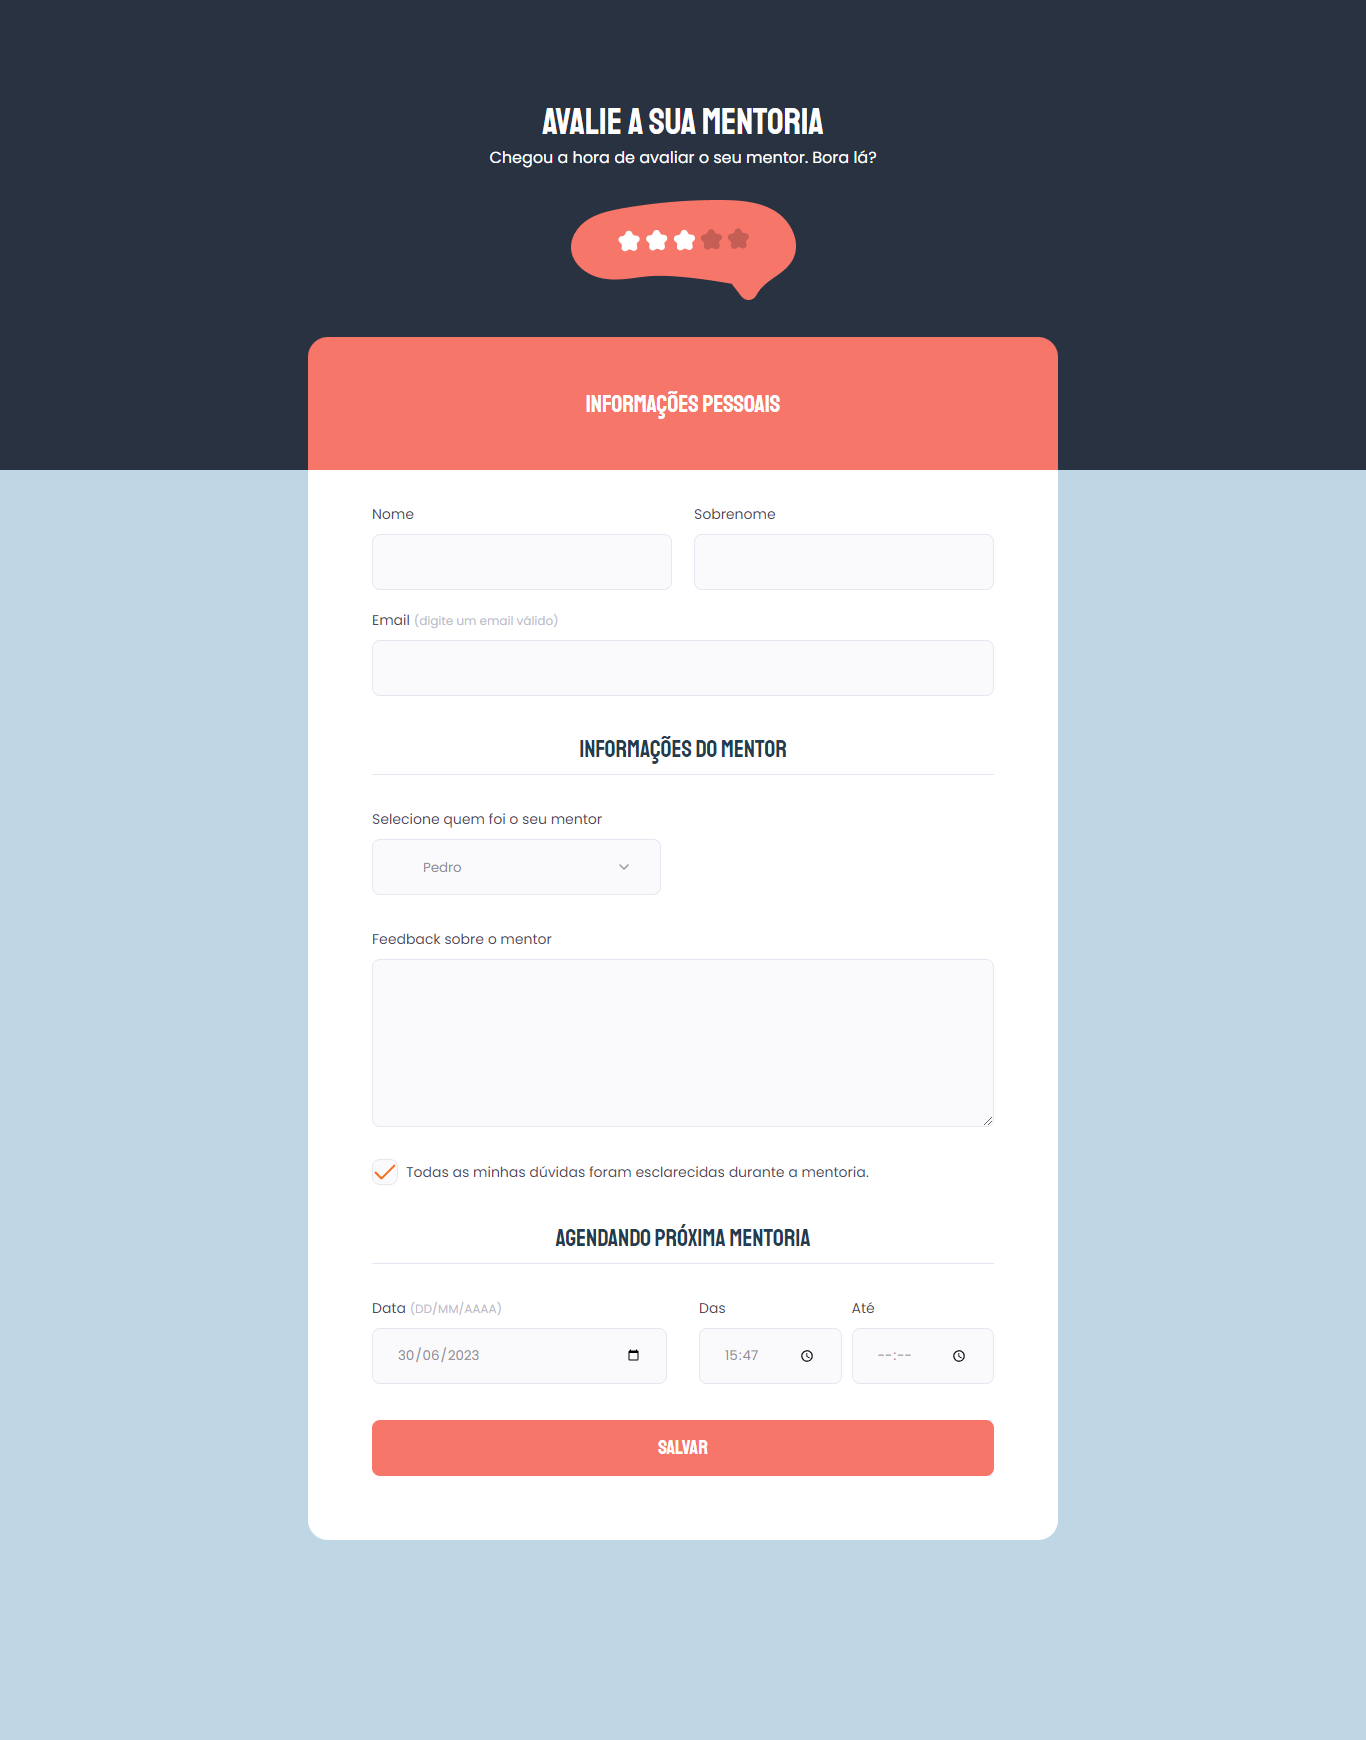 AVALIE A SUA MENTORIA
Chegou a hora de avaliar o seu mentor. Bora lá?
INFORMAÇÕES PESSOAIS
Nome Sobrenome
Email (digite um email válido)
INFORMAÇÕES DO MENTOR
Selecione quem foi o seu mentor
Pedro
Feedback sobre o mentor
Todas as minhas dúvidas foram esclarecidas durante a mentoria.
AGENDANDO PRÓXIMA MENTORIA
Data (DD/MM/AAAA) Das Até
30/06/2023 15:47 --:--
SALVAR